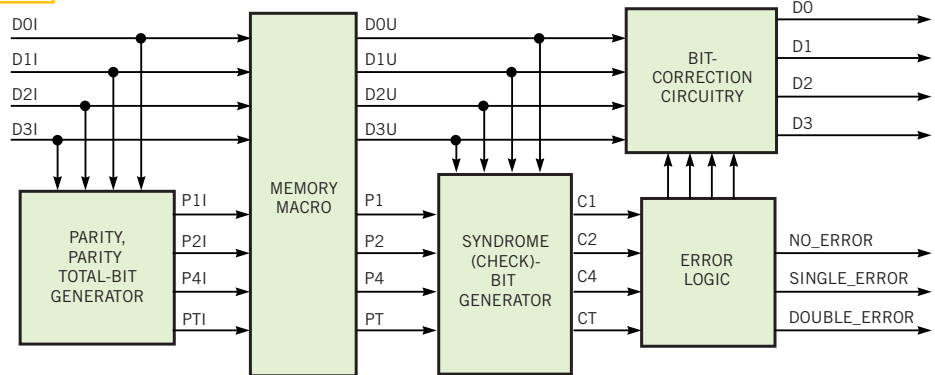 D0I
D1I
D2I
D3I
PARITY,
PARITY
TOTAL-BIT
GENERATOR
P1I
P2I
P4I
PTI
MEMORY
MACRO
D0U
D1U
D2U
D3U
P1
P2
P4
PT
SYNDROME
(CHECK)-
BIT
GENERATOR
C1
C2
C4
CT
BIT-
CORRECTION
CIRCUITRY
ERROR
LOGIC
D0
D1
D2
D3
NO_ERROR
SINGLE_ERROR
DOUBLE_ERROR